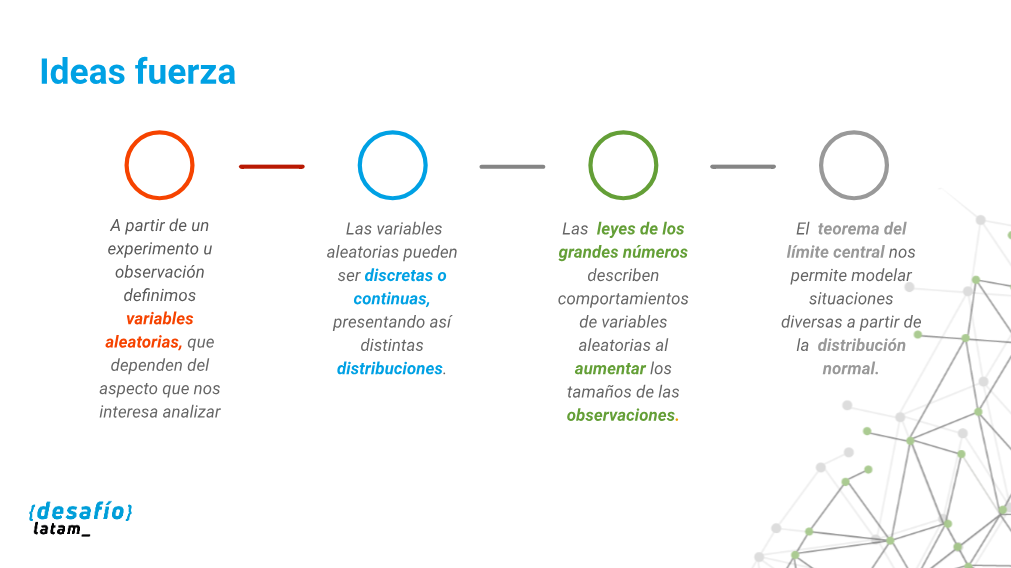 Ideas fuerza
A partir de un
experimento u
observación
definimos
variables
aleatorias, que
dependen del
aspecto que nos
interesa analizar
Las variables
aleatorias pueden
ser discretas o
continuas,
presentando así
distintas
distribuciones.
Las leyes de los
grandes números
describen
comportamientos
de variables
aleatorias al
aumentar los
tamaños de las
observaciones.
El teorema del
límite central nos
permite modelar
situaciones
diversas a partir de
la distribución
normal.
{desafío}
latam_